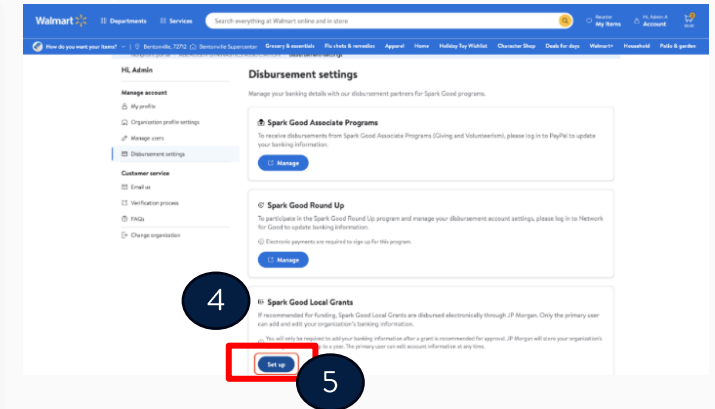 Walmart
Departments
Services
Search everything at Walmart online and in store
Reorder
My Items
Hi, Admin A
Account
How do you want your items?
Bentonville, 72712
Bentonville Supercenter
Grocery & essentials
Flu shots & remedies
Apparel
Home
Holiday Toy Wishlist
Character Shop
Deals for days
Walmart+
Household
Patio & garden
Hi, Admin
Manage account
My profile
Organization profile settings
Manage users
Disbursement settings
Customer service
Email us
Verification process
FAQs
Change organization
Disbursement settings
Manage your banking details with our disbursement partners for Spark Good programs.
Spark Good Associate Programs
To receive disbursements from Spark Good Associate Programs (Giving and Volunteerism), please log in to PayPal to update
your banking information.
Manage
Spark Good Round Up
To participate in the Spark Good Round Up program and manage your disbursement account settings, please log in to Network
for Good to update banking information.
Electronic payments are required to sign up for this program.
Manage
4
Spark Good Local Grants
If recommended for funding, Spark Good Local Grants are disbursed electronically through JP Morgan. Only the primary user
can add and edit your organization's banking information.
You will only be required to add your banking information after a grant is recommended for approval. JP Morgan will store your organization's
to a year. The primary user can edit account information at any time.
Set up
5